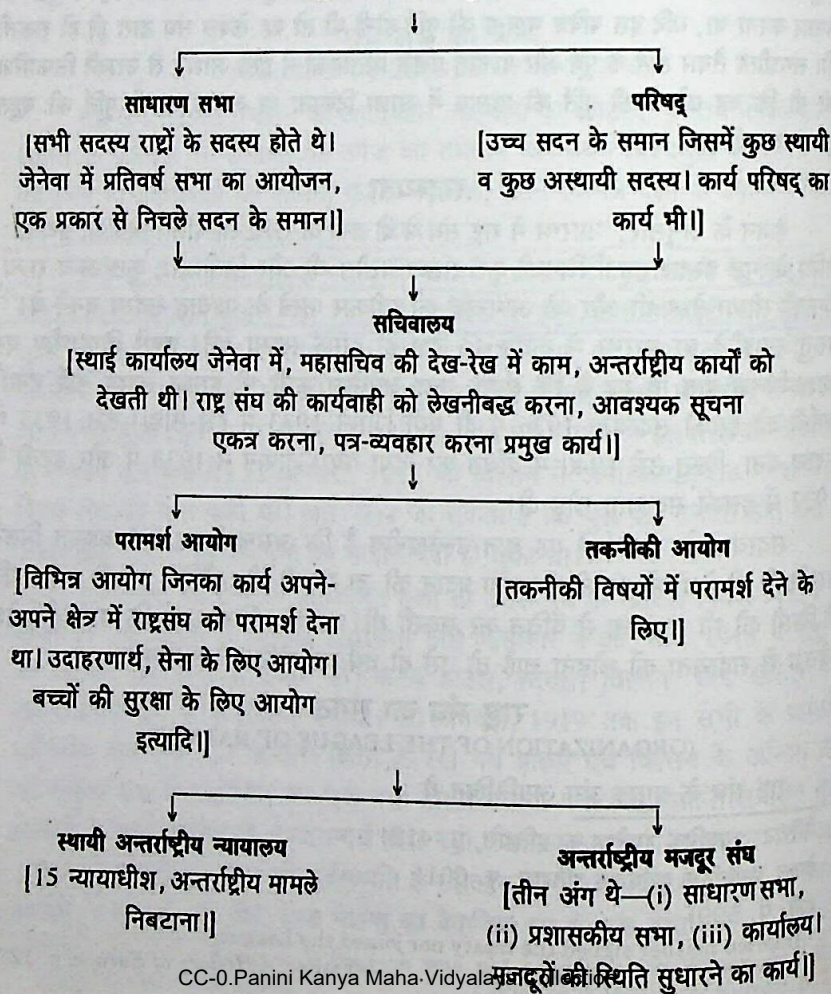 साधारण सभा
[सभी सदस्य राष्ट्रों के सदस्य होते थे।
जेनेवा में प्रतिवर्ष सभा का आयोजन,
एक प्रकार से निचले सदन के समान।]
परिषद्
[उच्च सदन के समान जिसमें कुछ स्थायी
व कुछ अस्थायी सदस्य। कार्य परिषद् का
कार्य भी।]
सचिवालय
[स्थाई कार्यालय जेनेवा में, महासचिव की देख-रेख में काम, अन्तर्राष्ट्रीय कार्यों को
देखती थी। राष्ट्र संघ की कार्यवाही को लेखनीबद्ध करना, आवश्यक सूचना
एकत्र करना, पत्र-व्यवहार करना प्रमुख कार्य।]
परामर्श आयोग
[विभिन्न आयोग जिनका कार्य अपने-
अपने क्षेत्र में राष्ट्रसंघ को परामर्श देना
था। उदाहरणार्थ, सेना के लिए आयोग।
बच्चों की सुरक्षा के लिए आयोग
इत्यादि।]
तकनीकी आयोग
[तकनीकी विषयों में परामर्श देने के
लिए।]
स्थायी अन्तर्राष्ट्रीय न्यायालय
[15 न्यायाधीश, अन्तर्राष्ट्रीय मामले
निबटाना।]
अन्तर्राष्ट्रीय मजदूर संघ
[तीन अंग थे—(i) साधारण सभा,
(ii) प्रशासकीय सभा, (iii) कार्यालय।
मजदूरों की स्थिति सुधारने का कार्य।]
CC-0.Panini Kanya Maha Vidyalaya Collection.